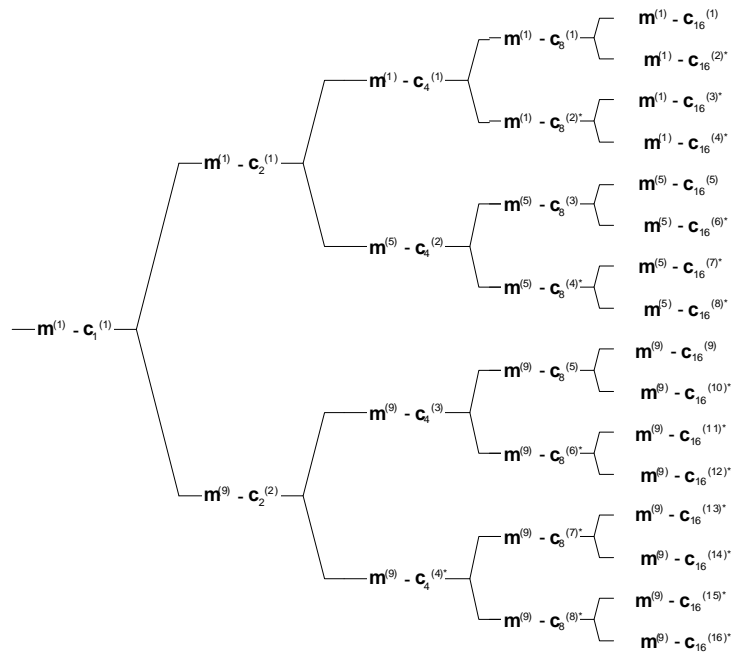 m(1) - c1(1)
m(1) - c2(1)
m(9) - c2(2)
m(1) - c4(1)
m(5) - c4(2)
m(9) - c4(3)
m(9) - c4(4)*
m(1) - c8(1)
m(1) - c8(2)*
m(5) - c8(3)
m(5) - c8(4)*
m(9) - c8(5)
m(9) - c8(6)*
m(9) - c8(7)*
m(9) - c8(8)*
m(1) - c16(1)
m(1) - c16(2)*
m(1) - c16(3)*
m(1) - c16(4)*
m(5) - c16(5)
m(5) - c16(6)*
m(5) - c16(7)*
m(5) - c16(8)*
m(9) - c16(9)
m(9) - c16(10)*
m(9) - c16(11)*
m(9) - c16(12)*
m(9) - c16(13)*
m(9) - c16(14)*
m(9) - c16(15)*
m(9) - c16(16)*